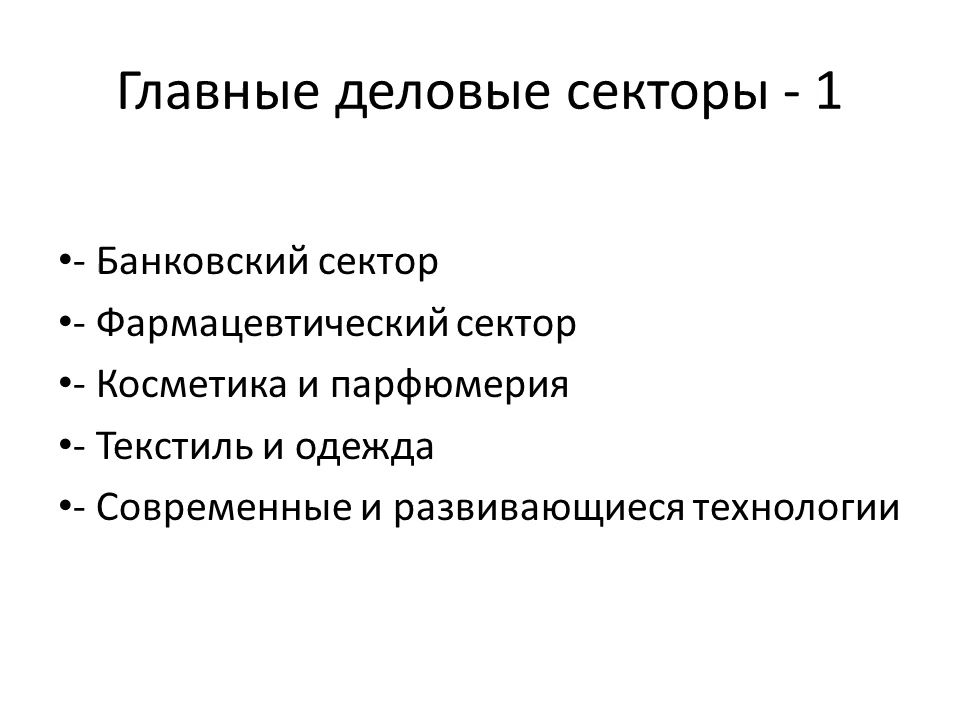 Главные деловые секторы - 1
•- Банковский сектор
•- Фармацевтический сектор
•- Косметика и парфюмерия
•- Текстиль и одежда
•- Современные и развивающиеся технологии